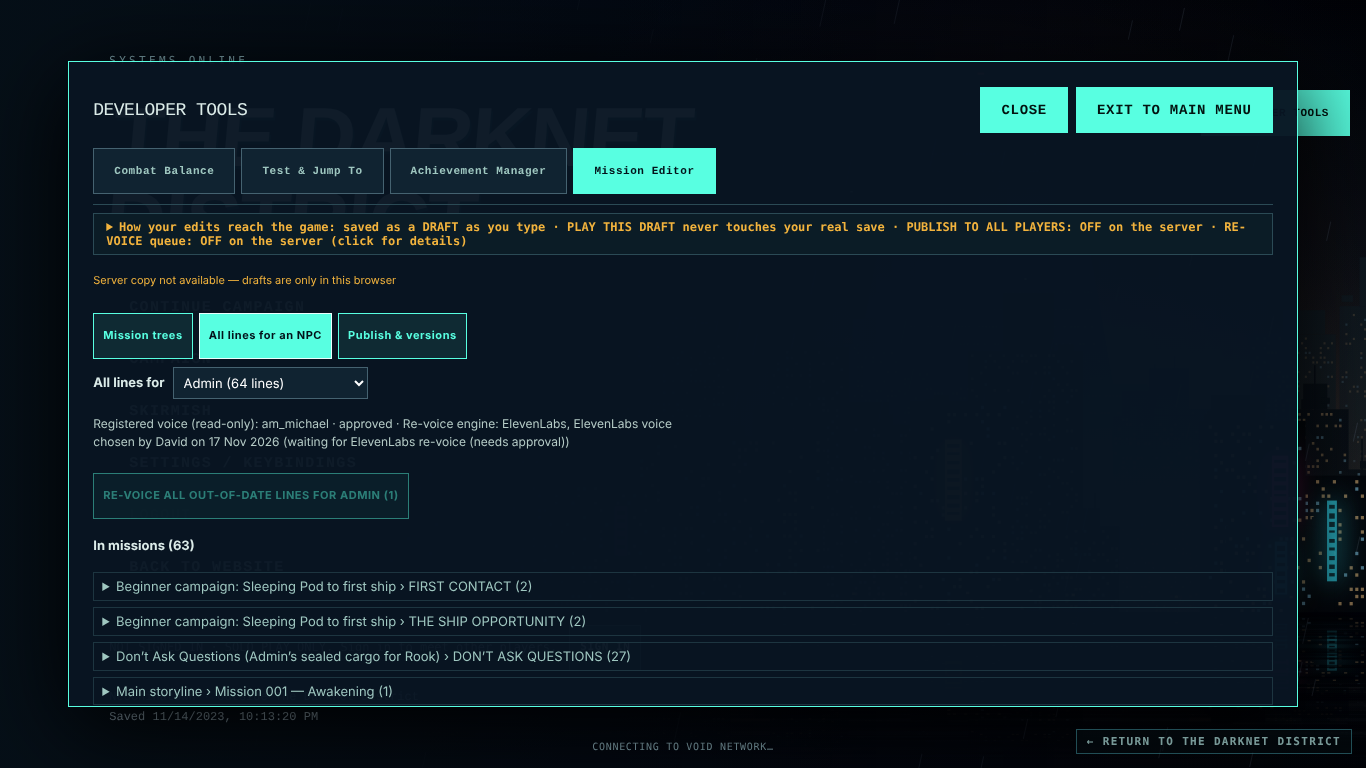 SYSTEMS ONLINE
DEVELOPER TOOLS
CLOSE
EXIT TO MAIN MENU
TOOLS
THE DARKNET
DISTRICT
Combat Balance
Test & Jump To
Achievement Manager
Mission Editor
▶ How your edits reach the game: saved as a DRAFT as you type · PLAY THIS DRAFT never touches your real save · PUBLISH TO ALL PLAYERS: OFF on the server · RE-
VOICE queue: OFF on the server (click for details)
Server copy not available — drafts are only in this browser
CONTINUE CAMPAIGN
Mission trees
All lines for an NPC
Publish & versions
All lines for
Admin (64 lines)
SKIRMISH
Registered voice (read-only): am_michael · approved · Re-voice engine: ElevenLabs, ElevenLabs voice
chosen by David on 17 Nov 2026 (waiting for ElevenLabs re-voice (needs approval))
SETTINGS / KEYBINDINGS
RE-VOICE ALL OUT-OF-DATE LINES FOR ADMIN (1)
In missions (63)
BACK TO WEBSITE
▶ Beginner campaign: Sleeping Pod to first ship › FIRST CONTACT (2)
▶ Beginner campaign: Sleeping Pod to first ship › THE SHIP OPPORTUNITY (2)
▶ Don’t Ask Questions (Admin’s sealed cargo for Rook) › DON’T ASK QUESTIONS (27)
▶ Main storyline › Mission 001 — Awakening (1)
Saved 11/14/2023, 10:13:20 PM
CONNECTING TO VOID NETWORK…
← RETURN TO THE DARKNET DISTRICT